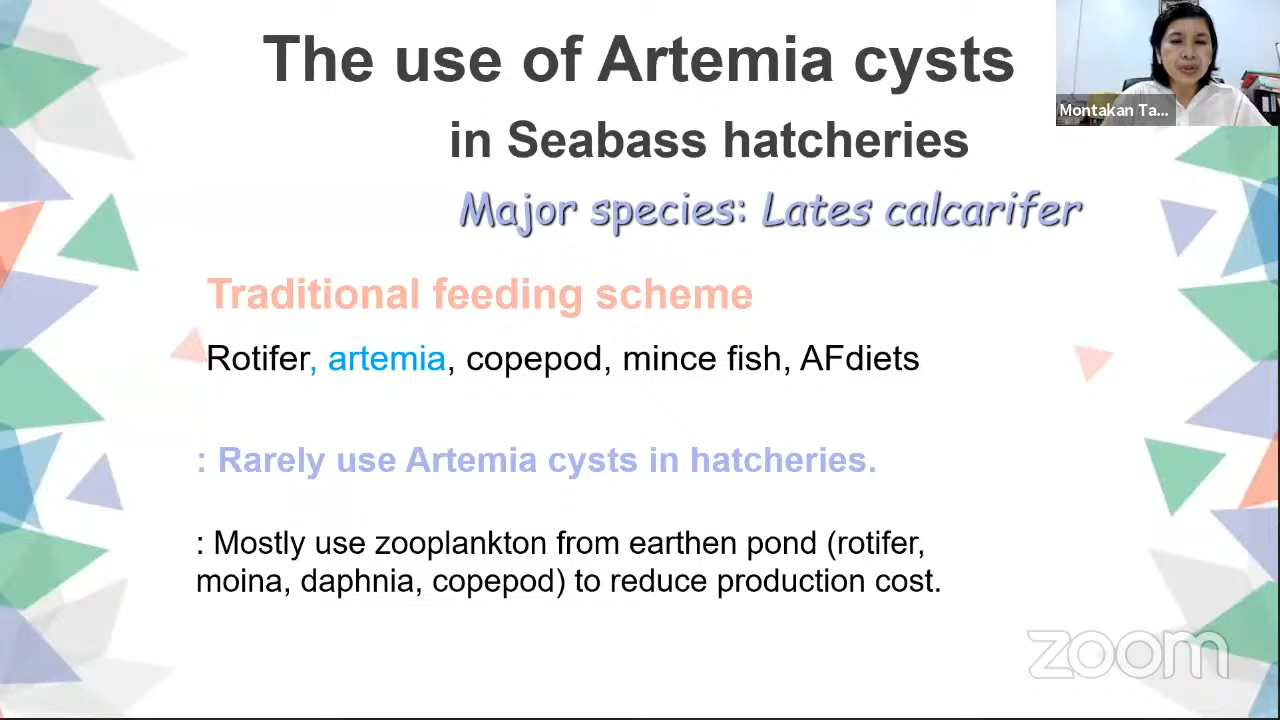 The use of Artemia cysts
in Seabass hatcheries
Major species: Lates calcarifer
Montakan Ta...
Traditional feeding scheme
Rotifer, artemia, copepod, mince fish, AFdiets
: Rarely use Artemia cysts in hatcheries.
: Mostly use zooplankton from earthen pond (rotifer,
moina, daphnia, copepod) to reduce production cost.
zoom